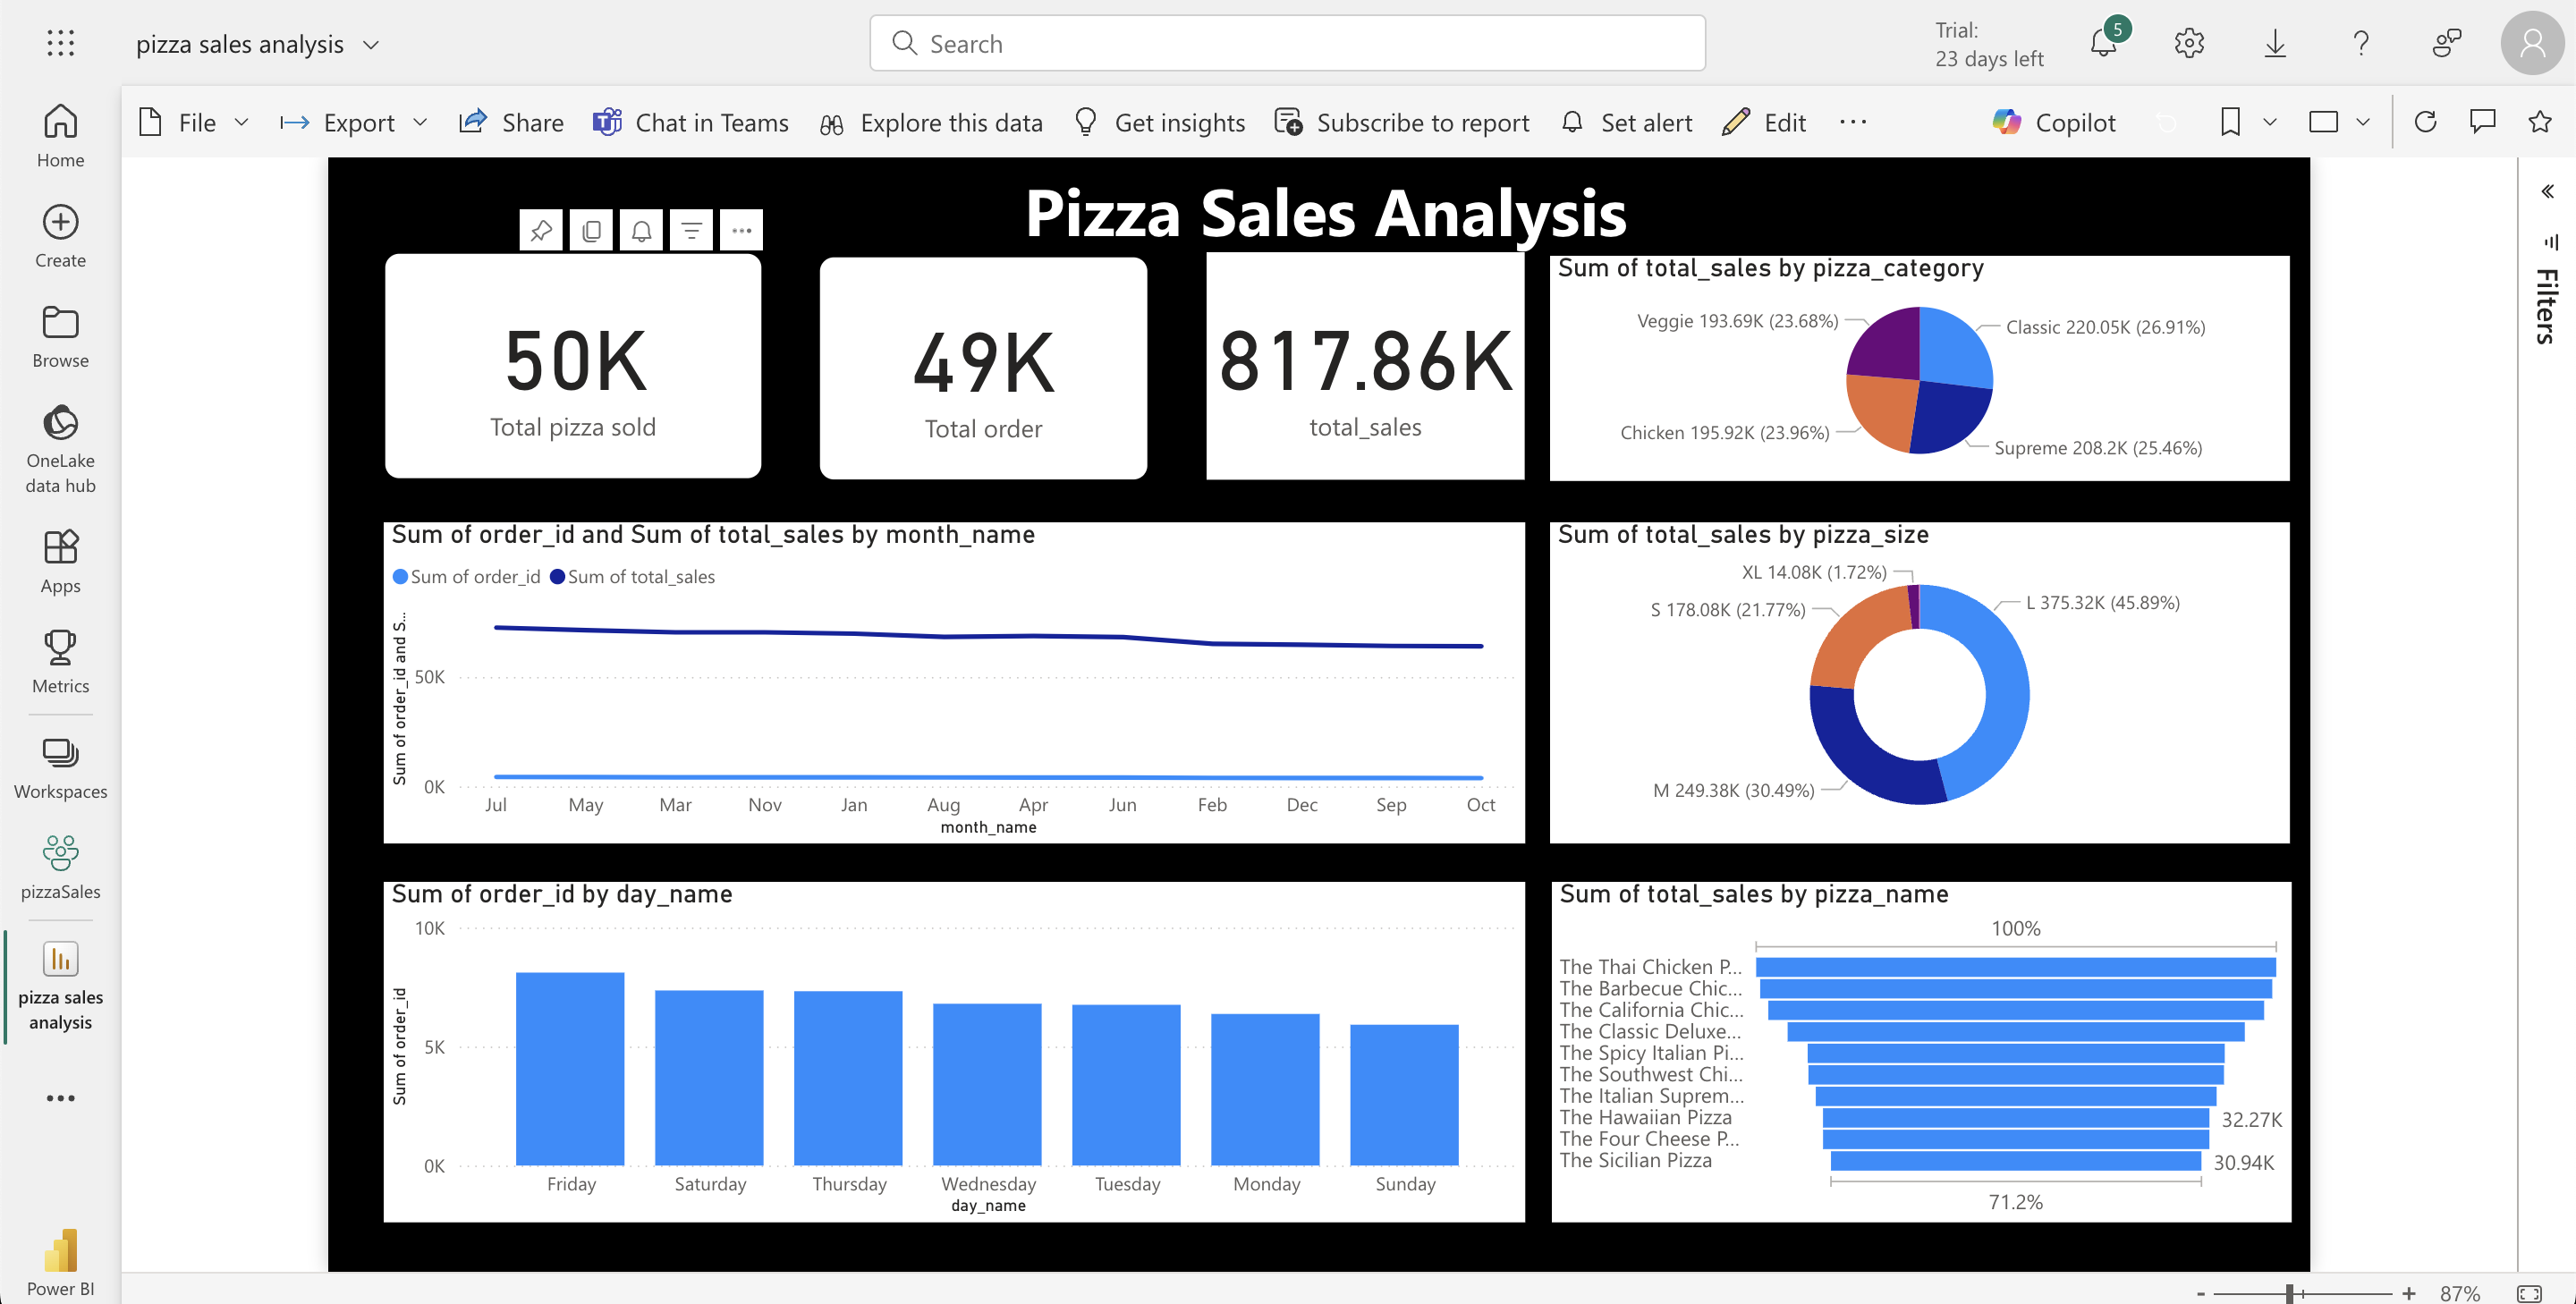 pizza sales analysis
Search
Trial:
23 days left
5
File
Export
Share
Chat in Teams
Explore this data
Get insights
Subscribe to report
Set alert
Edit
Copilot
Home
Create
Browse
OneLake
data hub
Apps
Metrics
Workspaces
pizzaSales
pizza sales
analysis
Power BI
Filters
Pizza Sales Analysis
50K
Total pizza sold
49K
Total order
817.86K
total_sales
Sum of total_sales by pizza_category
Veggie 193.69K (23.68%)
Classic 220.05K (26.91%)
Chicken 195.92K (23.96%)
Supreme 208.2K (25.46%)
Sum of order_id and Sum of total_sales by month_name
Sum of order_id Sum of total_sales
Sum of order_id and S...
50K
0K
Jul May Mar Nov Jan Aug Apr Jun Feb Dec Sep Oct
month_name
Sum of total_sales by pizza_size
XL 14.08K (1.72%)
S 178.08K (21.77%)
L 375.32K (45.89%)
M 249.38K (30.49%)
Sum of order_id by day_name
Sum of order_id
10K
5K
0K
Friday Saturday Thursday Wednesday Tuesday Monday Sunday
day_name
Sum of total_sales by pizza_name
100%
The Thai Chicken P...
The Barbecue Chic...
The California Chic...
The Classic Deluxe...
The Spicy Italian Pi...
The Southwest Chi...
The Italian Suprem...
The Hawaiian Pizza 32.27K
The Four Cheese P...
The Sicilian Pizza 30.94K
71.2%
- + 87%